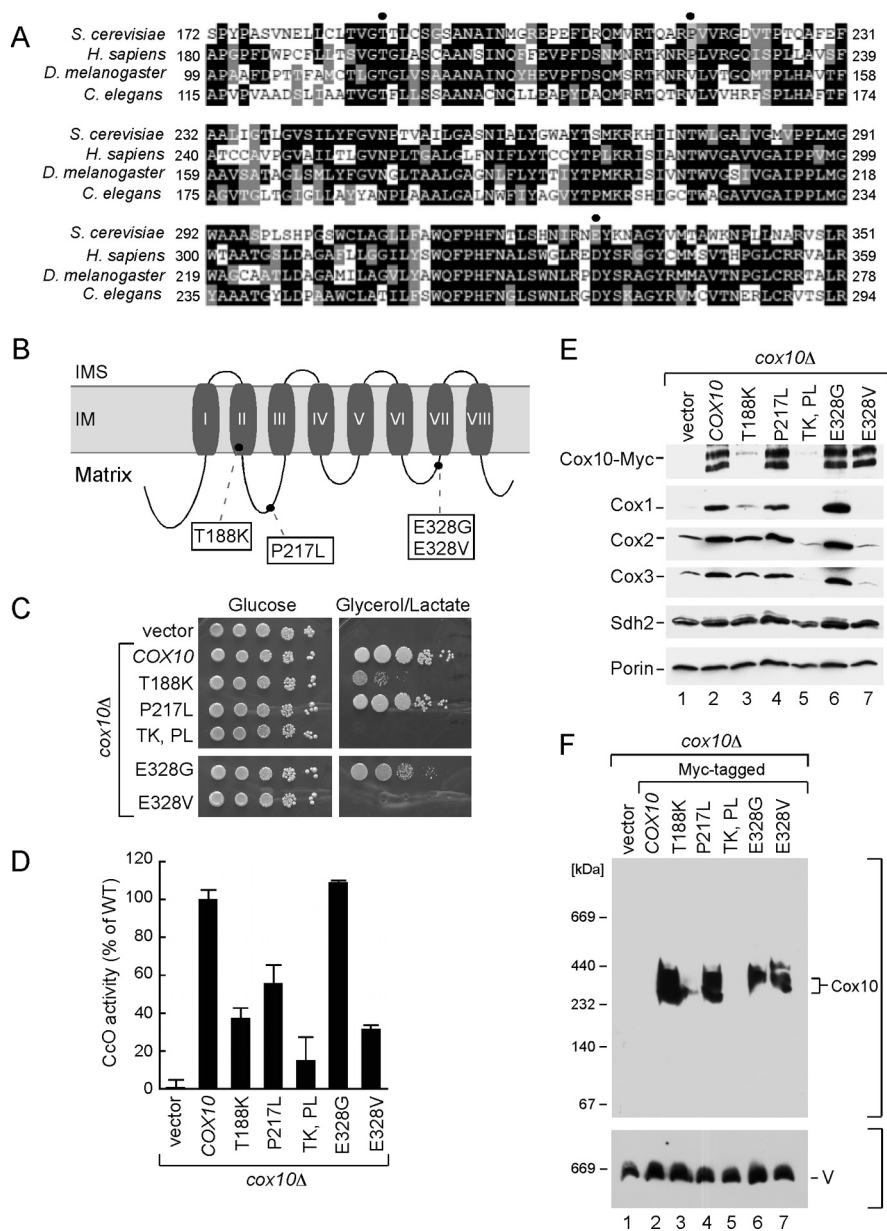 A
S. cerevisiae 172 SPYPASVNELLCLTVGTTLCSGSANAINMGREPEFDRQMVRTQARPVVRGDVTPTQAFEF 231
H. sapiens 180 APGPFDWPCFLLTSVGTGLASCAANSINQFFEVPFDSNMNRTKNRPLVRGQISPLLAVSF 239
D. melanogaster 99 APAAFDPTTFAMCTLGTGLVSAAANAINQYHEVPFDSQMSRTKNRVLVTGQMTPLHAVTF 158
C. elegans 115 APVPVAADSLIAATVGTFLLSSAANACNQLLEAPYDAQMRRTQTRVLVVHRFSPLHAFTF 174
S. cerevisiae 232 AALIGTLGVSILYFGVNPTVAILGASNIALYGWAYTSMKRKHIINTWLGALVGMVPPLMG 291
H. sapiens 240 ATCCAVPGVAILTLGVNPLTGALGLFNIFLYTCCYTPLKRISIANTWVGAVVGAIPPVMG 299
D. melanogaster 159 AAVSATAGLSMLYFGVNGLTAALGAGNLFLYTTIYTPMKRISIVNTWVGSIVGAIPPLMG 218
C. elegans 175 AGVTGLTGIGLLAYYANPLAAALGALNWFIYAGVYTPMKRSHIGCTWAGAVVGAIPPLMG 234
S. cerevisiae 292 WAAASPLSHPGSWCLAGLLFAWQFPHFNTLSHNIRNEYKNAGYVMTAWKNPLLNARVSLR 351
H. sapiens 300 WTAATGSLDAGAFLLGGILYSWQFPHFNALSWGLREDYSRGGYCMMSVTHPGLCRRVALR 359
D. melanogaster 219 WAGCAATLDAGAMILAGVLYAWQFPHFNALSWNLRPDYSRAGYRMMAVTNPGLCRRTALR 278
C. elegans 235 YAAATGYLDPAAWCLATILFSWQFPHFNGLSWNLRGDYSKAGYRVMCVTNERLCRVTSLR 294
B
IMS
IM
Matrix
I II III IV V VI VII VIII
T188K
P217L
E328G
E328V
C
Glucose Glycerol/Lactate
cox10Δ
vector
COX10
T188K
P217L
TK, PL
E328G
E328V
D
CcO activity (% of WT)
120
100
80
60
40
20
0
vector COX10 T188K P217L TK, PL E328G E328V
cox10Δ
E
cox10Δ
vector COX10 T188K P217L TK, PL E328G E328V
Cox10-Myc
Cox1
Cox2
Cox3
Sdh2
Porin
1 2 3 4 5 6 7
F
cox10Δ
Myc-tagged
vector COX10 T188K P217L TK, PL E328G E328V
[kDa]
669
440
232
140
67
Cox10
669
V
1 2 3 4 5 6 7